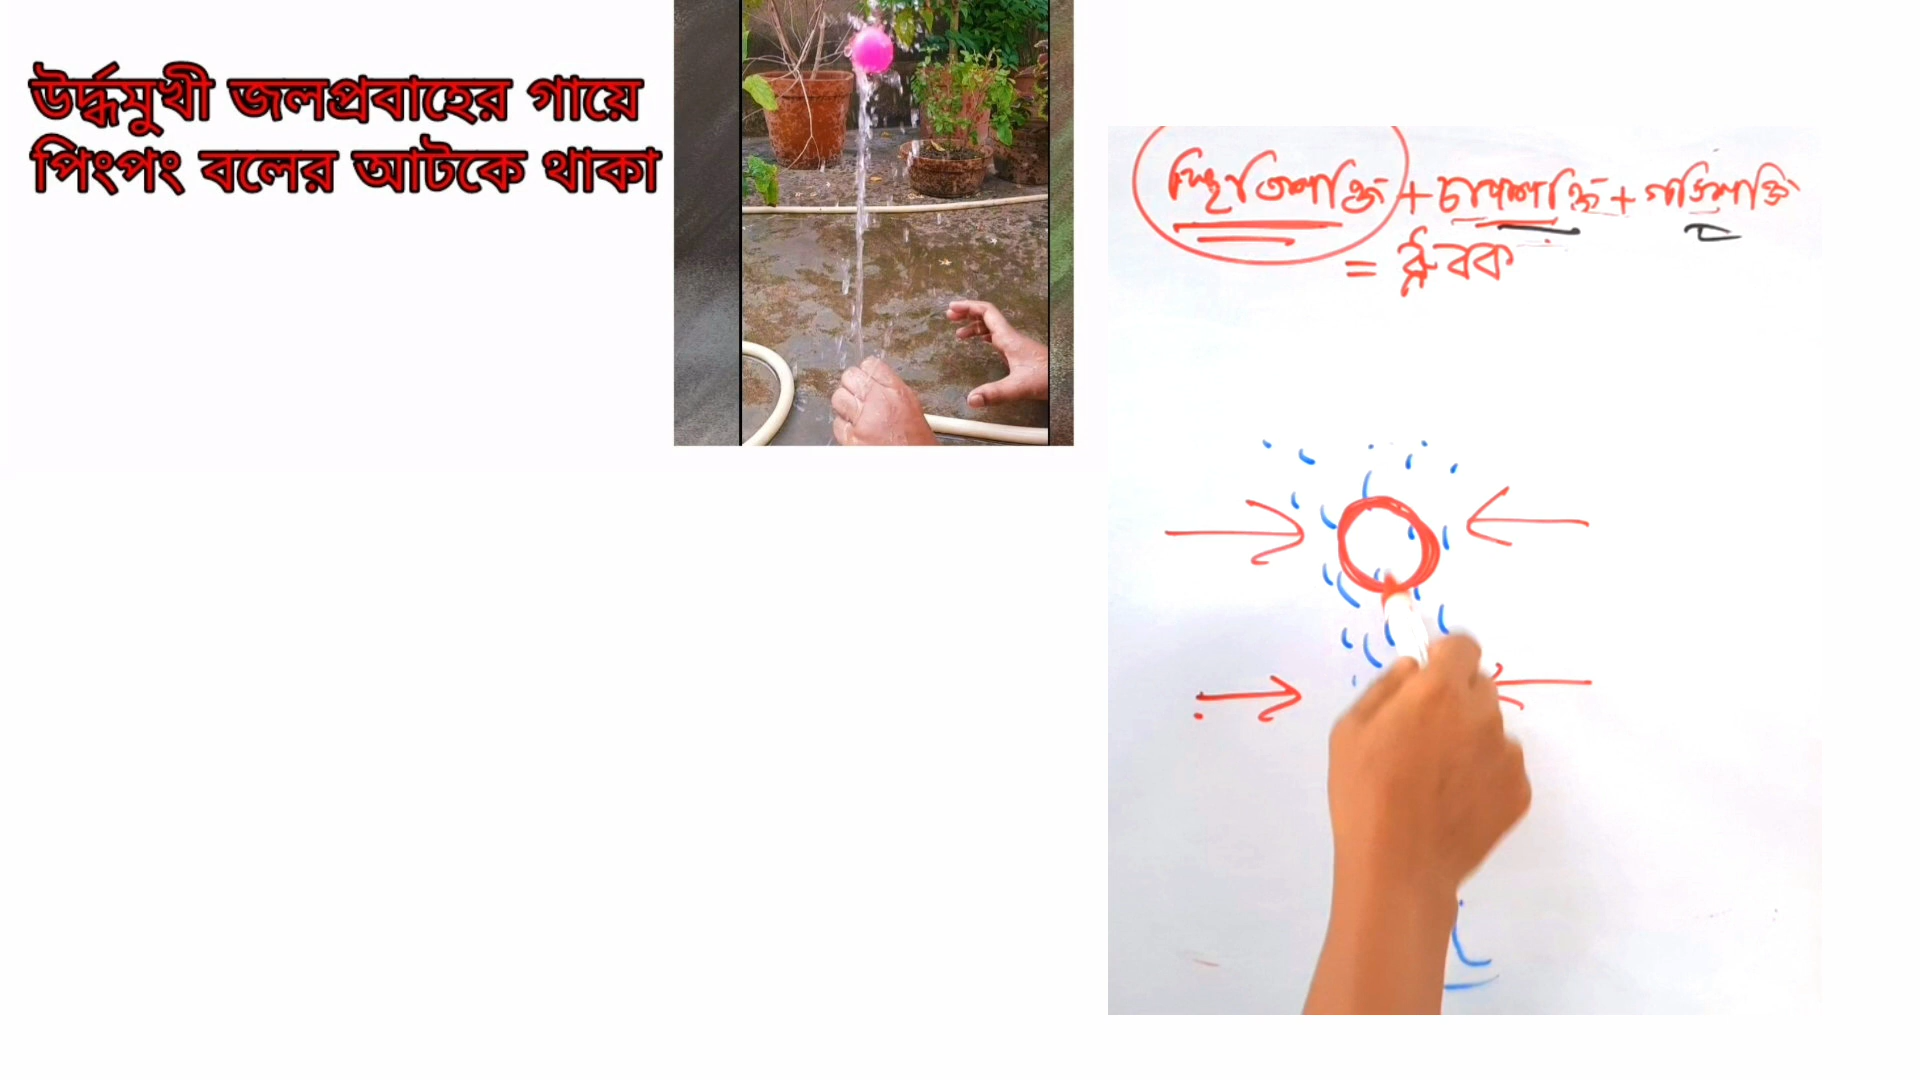 উর্দ্ধমুখী জলপ্রবাহের গায়ে
পিংপং বলের আটকে থাকা
স্থিতিশক্তি + চাপশক্তি + গতিশক্তি
= ধ্রুবক